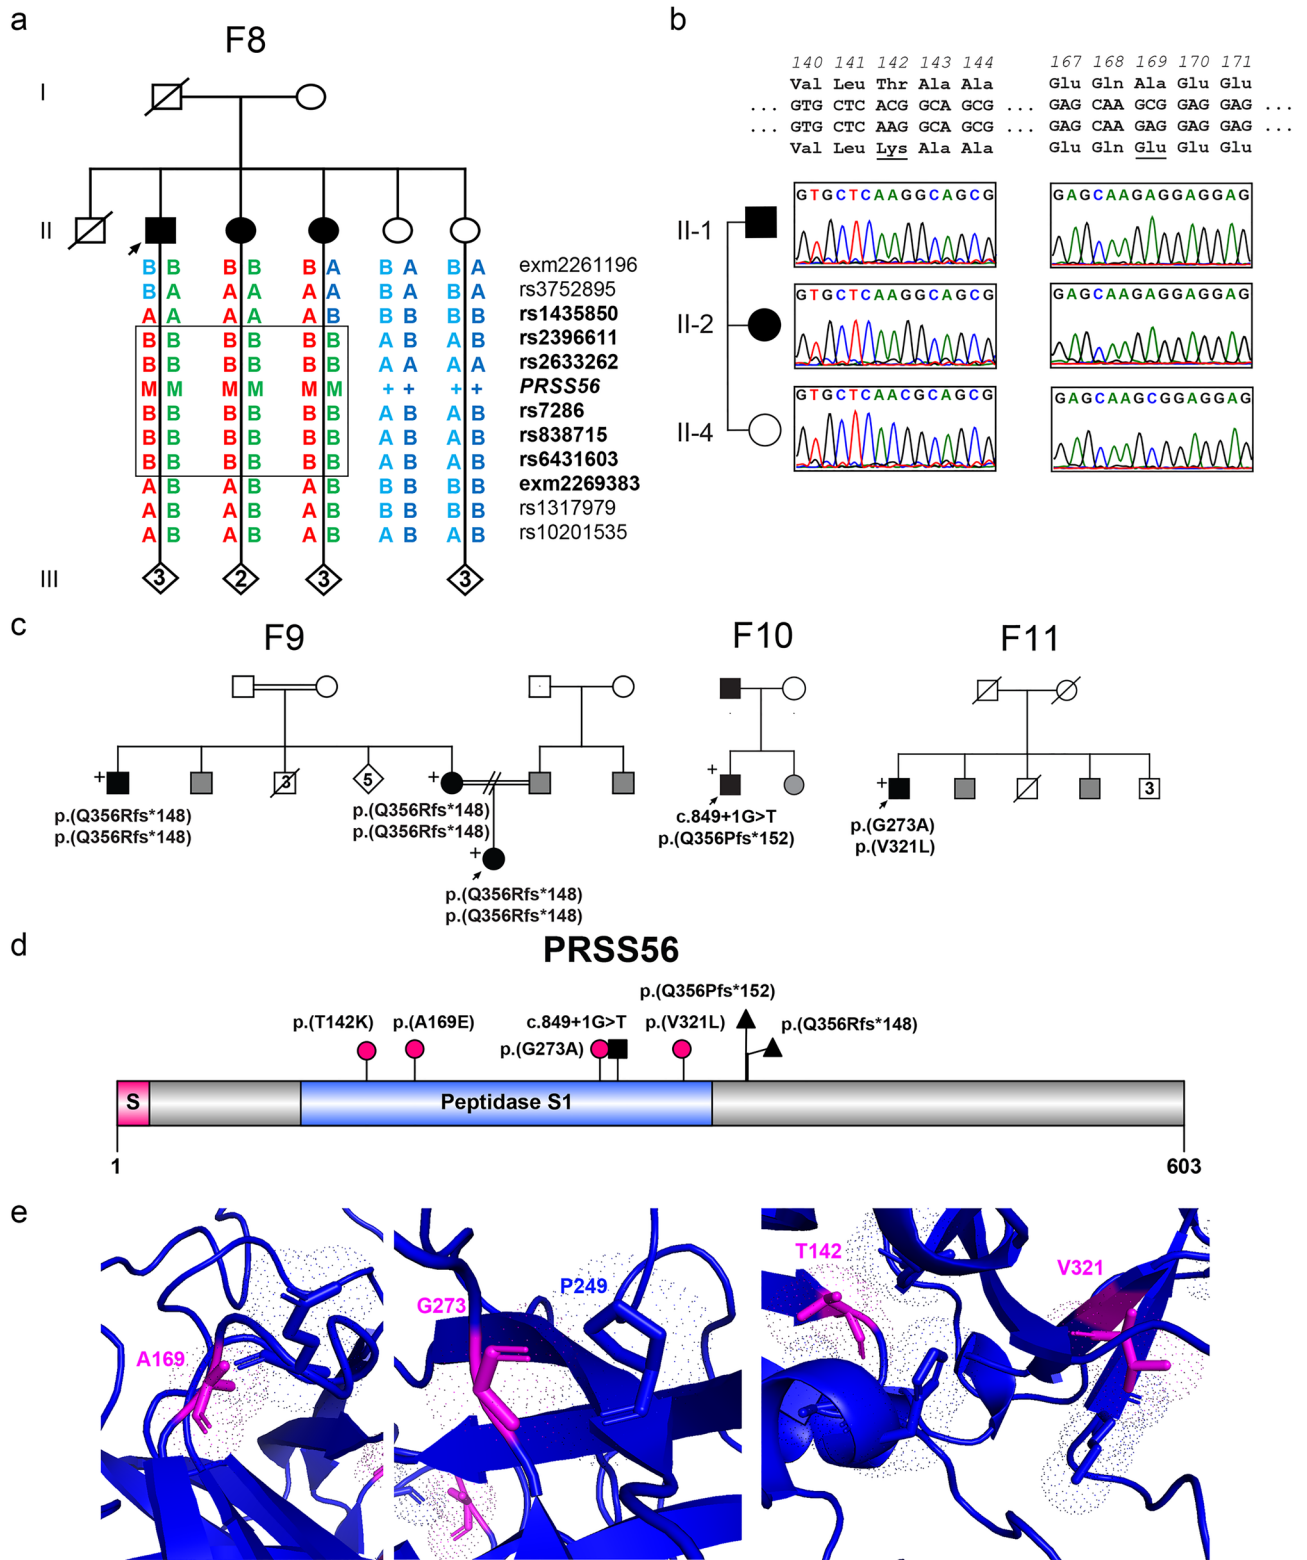 a
F8
I
II
B B B B B A B A B A exm2261196
B A A A A A B A B A rs3752895
A A A A A B B B B B rs1435850
B B B B B B A B A B rs2396611
B B B B B B A A A A rs2633262
M M M M M M + + + + PRSS56
B B B B B B A B A B rs7286
B B B B B B A B A B rs838715
B B B B B B A B A B rs6431603
A B A B A B B B B B exm2269383
A B A B A B B B B B rs1317979
A B A B A B A B A B rs10201535
III
3 2 3 3
b
140 141 142 143 144 167 168 169 170 171
Val Leu Thr Ala Ala Glu Gln Ala Glu Glu
... GTG CTC ACG GCA GCG ... GAG CAA GCG GAG GAG ...
... GTG CTC AAG GCA GCG ... GAG CAA GAG GAG GAG ...
Val Leu Lys Ala Ala Glu Gln Glu Glu Glu
II-1
GTGCTCAAGGCAGCG GAGCAAGAGGAGGAG
II-2
GTGCTCAAGGCAGCG GAGCAAGAGGAGGAG
II-4
GTGCTCAACGCAGCG GAGCAAGCGGAGGAG
c
F9
+
3
5
+
p.(Q356Rfs*148)
p.(Q356Rfs*148)
p.(Q356Rfs*148)
p.(Q356Rfs*148)
+
p.(Q356Rfs*148)
p.(Q356Rfs*148)
F10
+
c.849+1G>T
p.(Q356Pfs*152)
F11
+
3
p.(G273A)
p.(V321L)
d
PRSS56
p.(Q356Pfs*152)
p.(T142K) p.(A169E) c.849+1G>T p.(V321L) p.(Q356Rfs*148)
p.(G273A)
S
Peptidase S1
1
603
e
A169
G273
P249
T142
V321